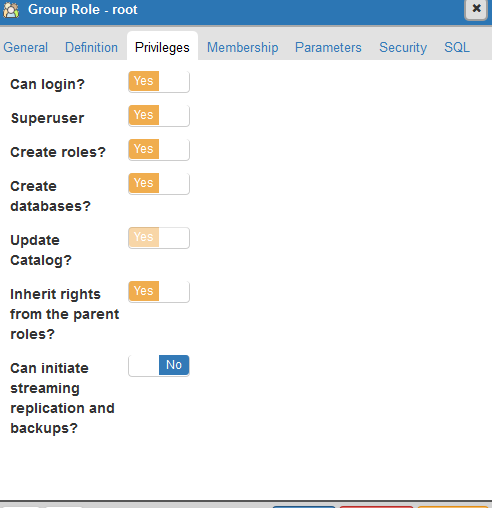 Group Role - root
General Definition Privileges Membership Parameters Security SQL
Can login? Yes
Superuser Yes
Create roles? Yes
Create Yes
databases?
Update Yes
Catalog?
Inherit rights Yes
from the parent
roles?
Can initiate No
streaming
replication and
backups?